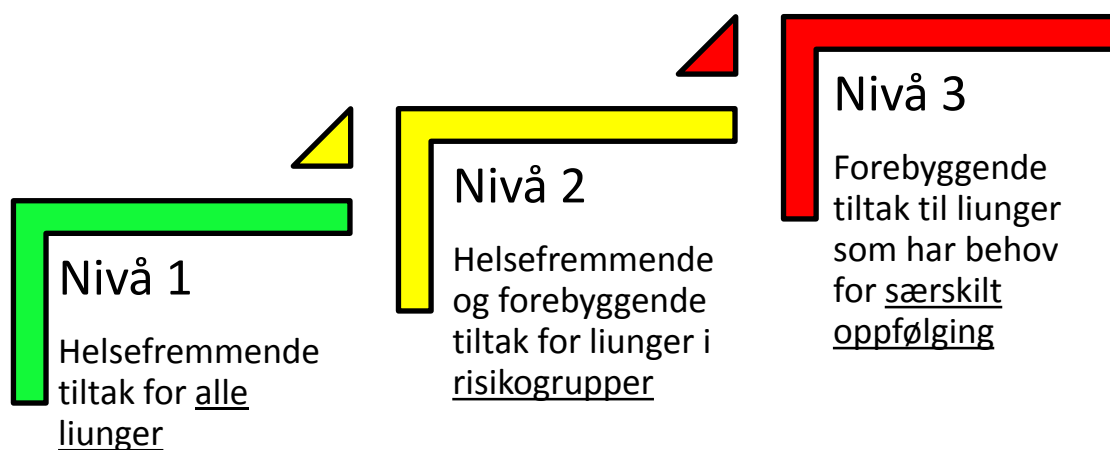 Nivå 1
Helsefremmende
tiltak for alle
liunger
Nivå 2
Helsefremmende
og forebyggende
tiltak for liunger i
risikogrupper
Nivå 3
Forebyggende
tiltak til liunger
som har behov
for særskilt
oppfølging